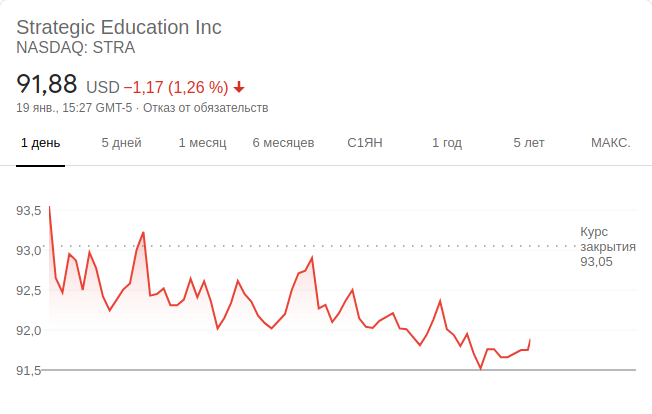 Strategic Education Inc
NASDAQ: STRA
91,88 USD −1,17 (1,26 %)
19 янв., 15:27 GMT-5 · Отказ от обязательств
1 день 5 дней 1 месяц 6 месяцев С1ЯН 1 год 5 лет МАКС.
93,5
Курс
93,0 закрытия
93,05
92,5
92,0
91,5